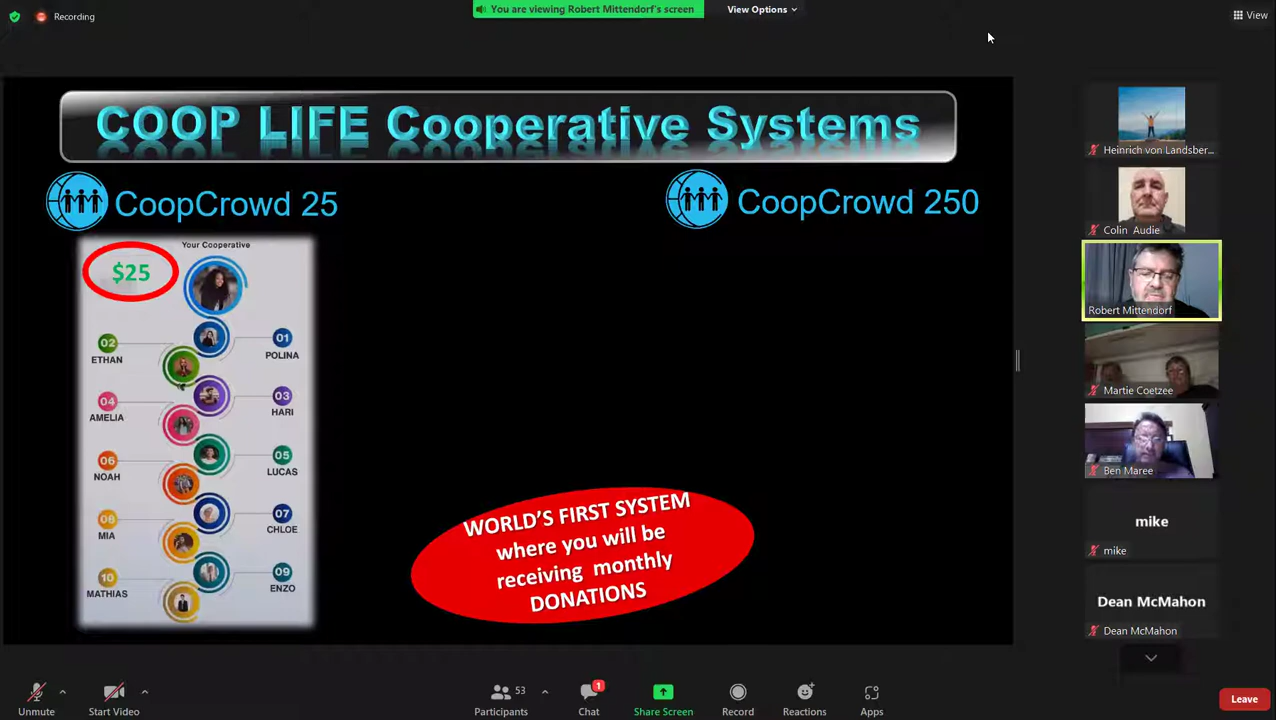 Recording
You are viewing Robert Mittendorf's screen
View Options
View
COOP LIFE Cooperative Systems
CoopCrowd 25
CoopCrowd 250
Your Cooperative
$25
01
POLINA
02
ETHAN
03
HARI
04
AMELIA
05
LUCAS
06
NOAH
07
CHLOE
08
MIA
09
ENZO
10
MATHIAS
WORLD'S FIRST SYSTEM
where you will be
receiving monthly
DONATIONS
Heinrich von Landsber...
Colin Audie
Robert Mittendorf
Martie Coetzee
Ben Maree
mike
mike
Dean McMahon
Dean McMahon
Unmute
Start Video
53
Participants
1
Chat
Share Screen
Record
Reactions
Apps
Leave